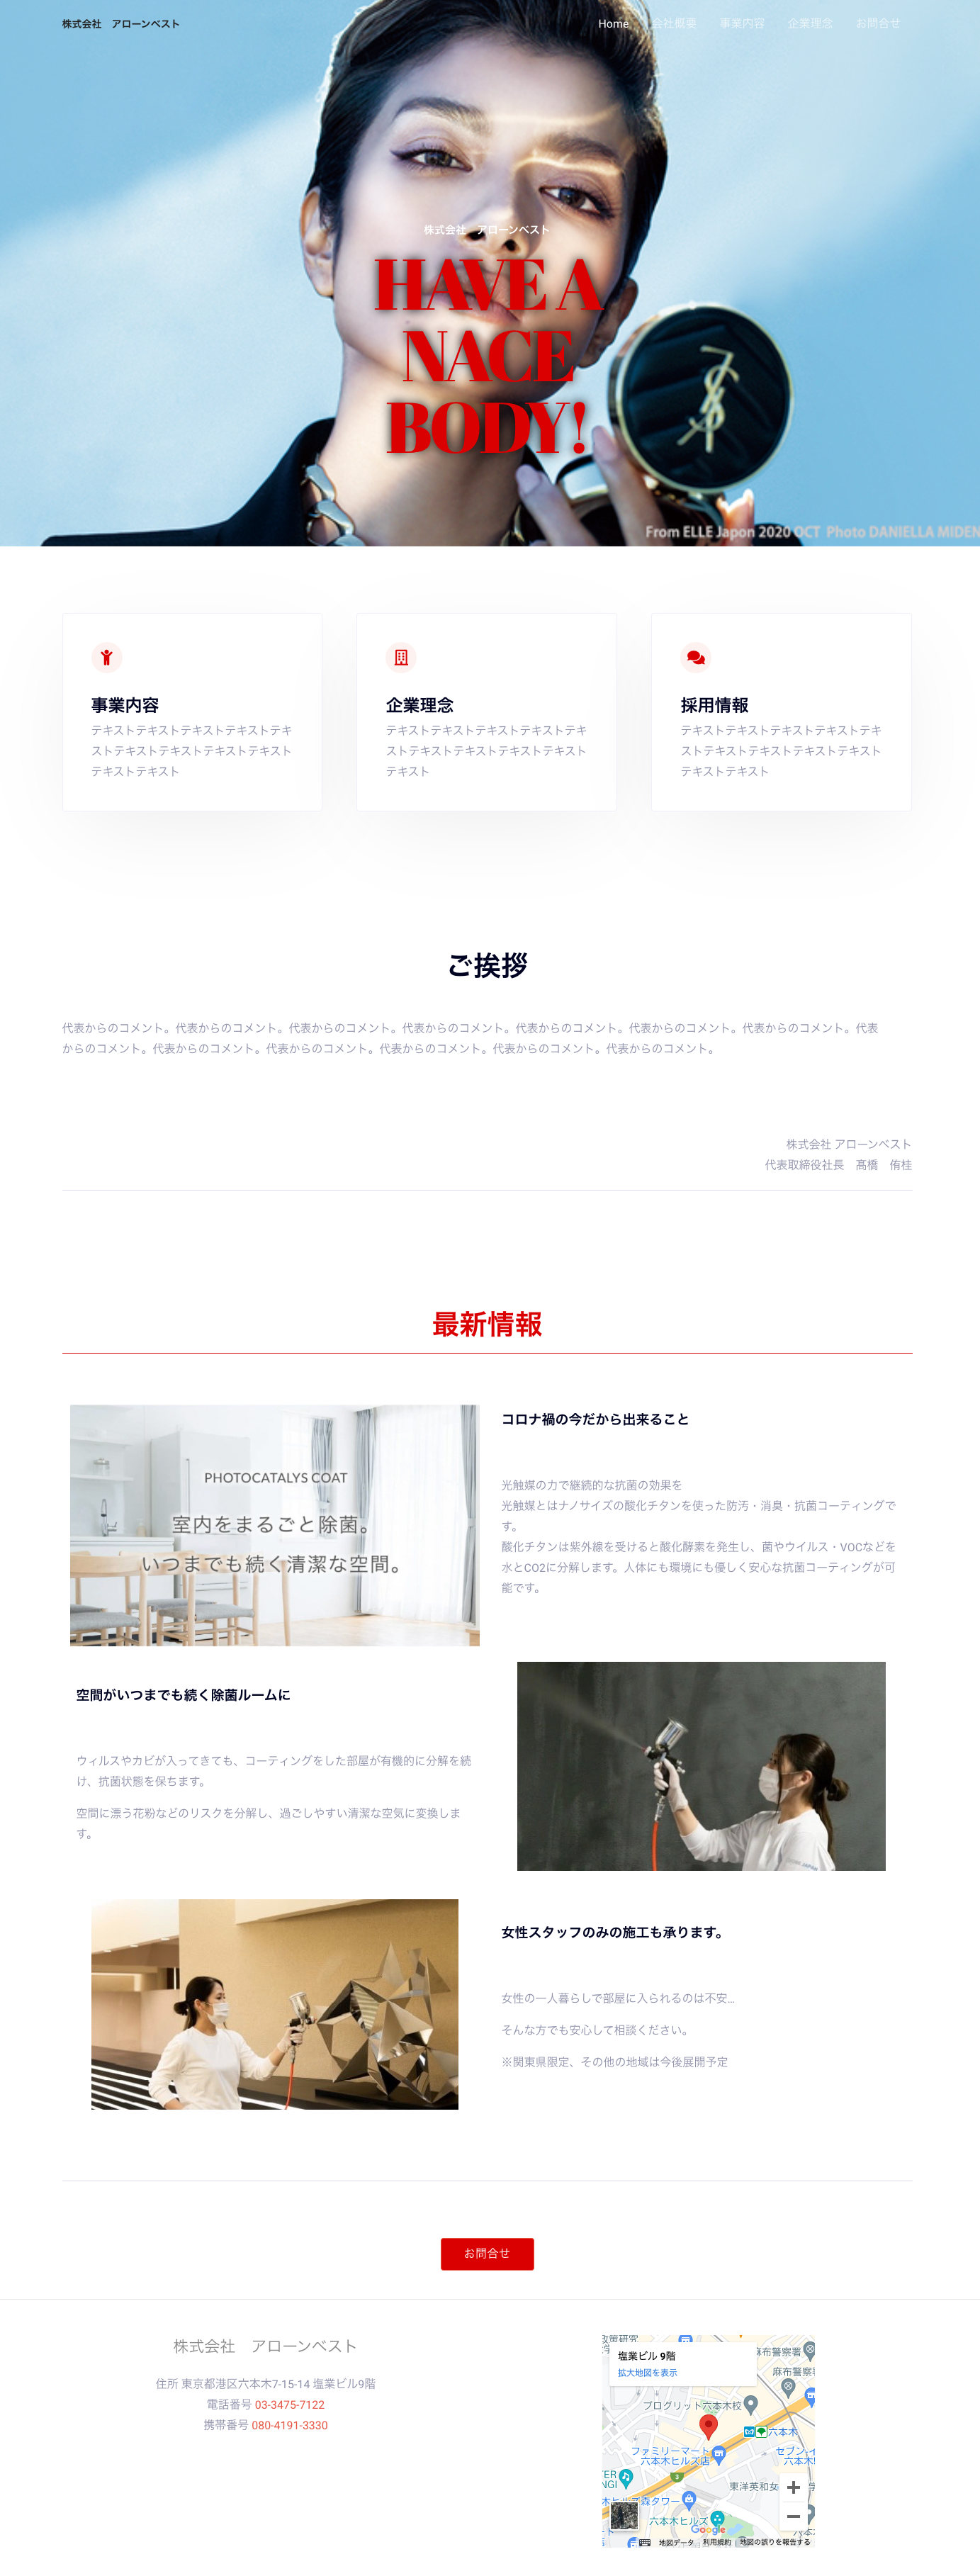 株式会社　アローンベスト
Home 会社概要 事業内容 企業理念 お問合せ
株式会社　アローンベスト
HAVE A
NACE
BODY!
From ELLE Japon 2020 OCT Photo DANIELLA MIDEN
事業内容
テキストテキストテキストテキストテキ
ストテキストテキストテキストテキスト
テキストテキスト
企業理念
テキストテキストテキストテキストテキ
ストテキストテキストテキストテキスト
テキスト
採用情報
テキストテキストテキストテキストテキ
ストテキストテキストテキストテキスト
テキストテキスト
ご挨拶
代表からのコメント。代表からのコメント。代表からのコメント。代表からのコメント。代表からのコメント。代表からのコメント。代表からのコメント。代表
からのコメント。代表からのコメント。代表からのコメント。代表からのコメント。代表からのコメント。代表からのコメント。
株式会社 アローンベスト
代表取締役社長　髙橋　侑桂
最新情報
PHOTOCATALYS COAT
室内をまるごと除菌。
いつまでも続く清潔な空間。
コロナ禍の今だから出来ること
光触媒の力で継続的な抗菌の効果を
光触媒とはナノサイズの酸化チタンを使った防汚・消臭・抗菌コーティングで
す。
酸化チタンは紫外線を受けると酸化酵素を発生し、菌やウイルス・VOCなどを
水とCO2に分解します。人体にも環境にも優しく安心な抗菌コーティングが可
能です。
空間がいつまでも続く除菌ルームに
ウィルスやカビが入ってきても、コーティングをした部屋が有機的に分解を続
け、抗菌状態を保ちます。
空間に漂う花粉などのリスクを分解し、過ごしやすい清潔な空気に変換しま
す。
女性スタッフのみの施工も承ります。
女性の一人暮らしで部屋に入られるのは不安...
そんな方でも安心して相談ください。
※関東県限定、その他の地域は今後展開予定
お問合せ
株式会社　アローンベスト
住所 東京都港区六本木7-15-14 塩業ビル9階
電話番号 03-3475-7122
携帯番号 080-4191-3330
政策研究
塩業ビル 9階
拡大地図を表示
麻布警察署
麻布警察署
プログリット六本木校
六本木
ファミリーマート
六本木ヒルズ店
セブン-イ
六本木
東洋英和女
木ヒルズ森タワー
六本木ヒルズ
Google
地図データ 利用規約 地図の誤りを報告する